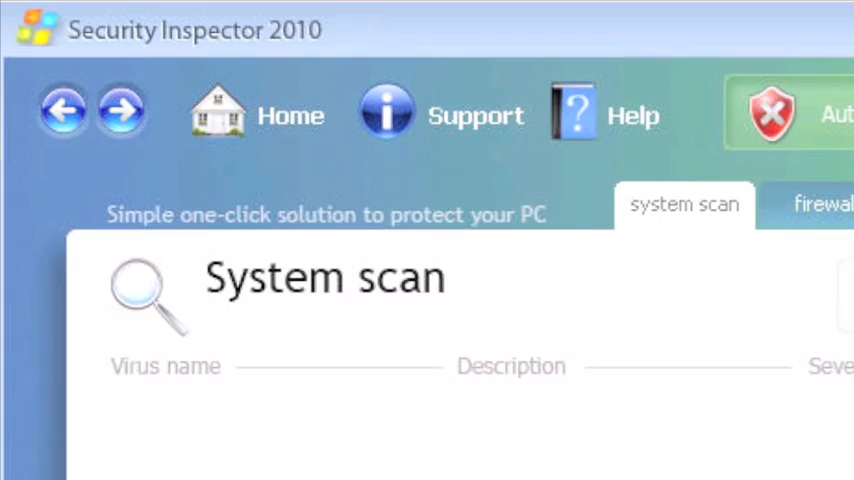 Security Inspector 2010
Home Support Help
Simple one-click solution to protect your PC
system scan
System scan
Virus name Description